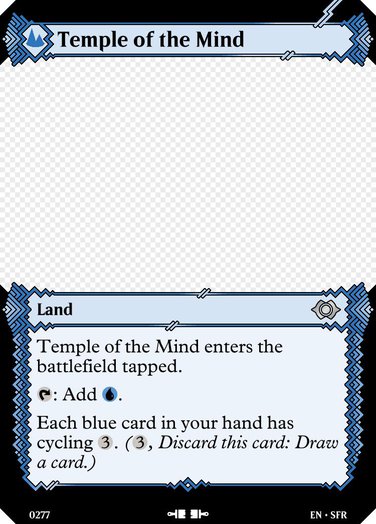 Temple of the Mind
Land
Temple of the Mind enters the
battlefield tapped.
: Add .
Each blue card in your hand has
cycling 3. (3, Discard this card: Draw
a card.)
0277
EN • SFR